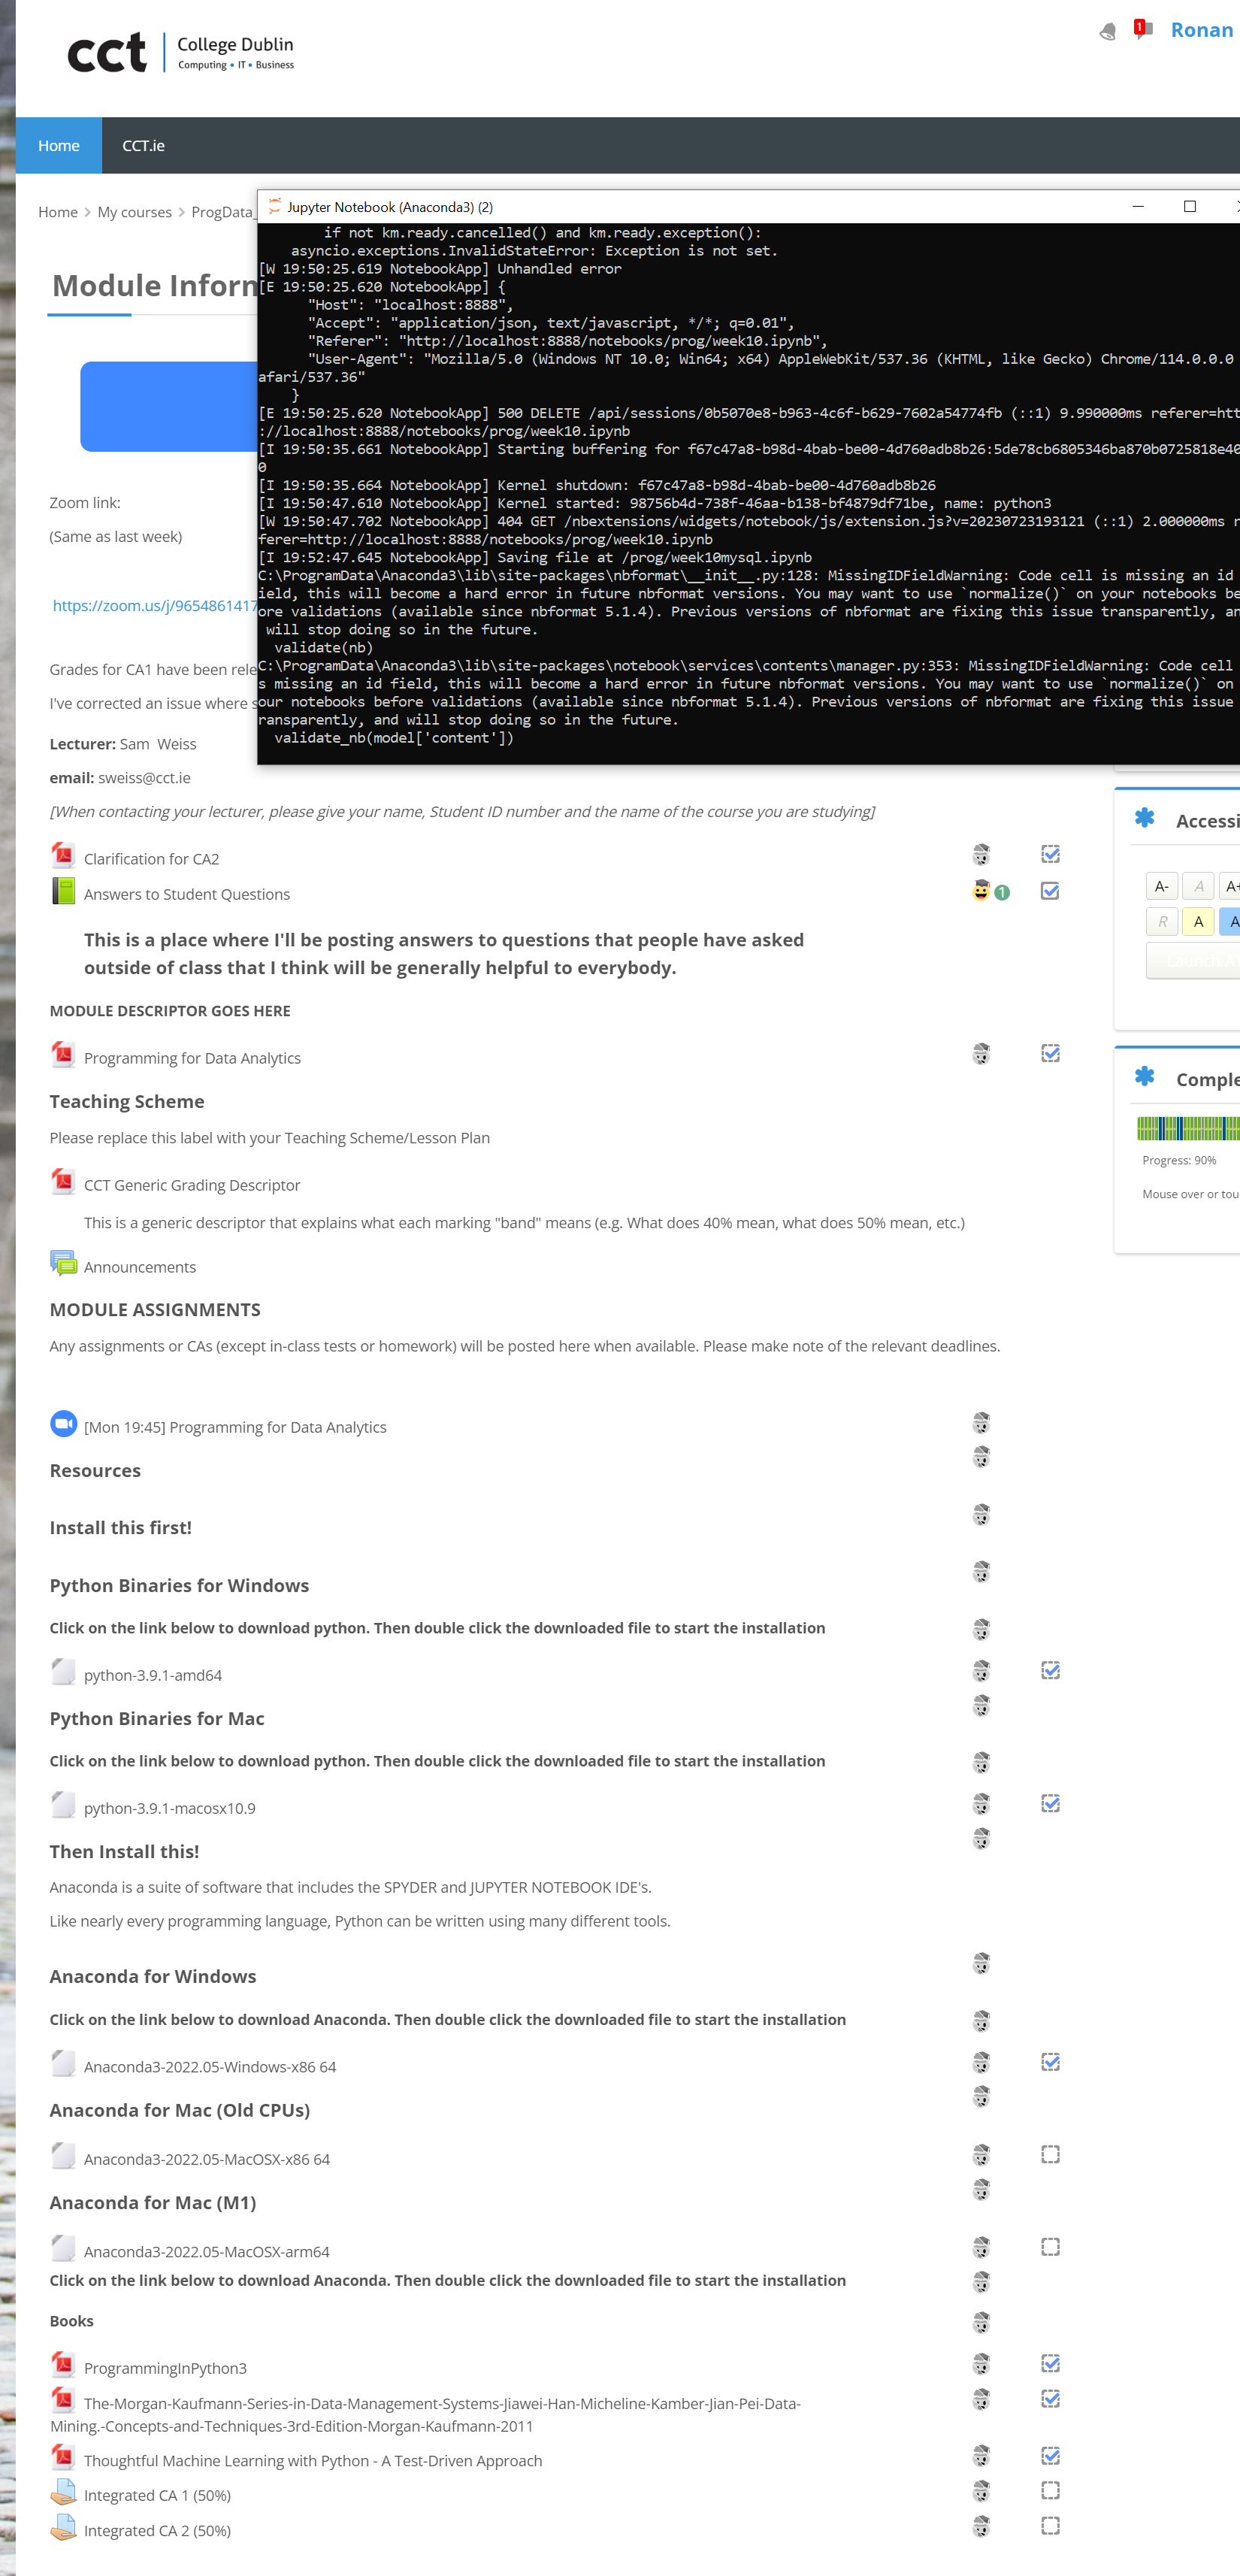 cct College Dublin
Computing • IT • Business
1 Ronan
Home CCT.ie
Home > My courses > ProgData_
Module Inforn
Zoom link:
(Same as last week)
https://zoom.us/j/9654861417
Grades for CA1 have been rele
I've corrected an issue where s
Jupyter Notebook (Anaconda3) (2)
if not km.ready.cancelled() and km.ready.exception():
asyncio.exceptions.InvalidStateError: Exception is not set.
[W 19:50:25.619 NotebookApp] Unhandled error
[E 19:50:25.620 NotebookApp] {
"Host": "localhost:8888",
"Accept": "application/json, text/javascript, */*; q=0.01",
"Referer": "http://localhost:8888/notebooks/prog/week10.ipynb",
"User-Agent": "Mozilla/5.0 (Windows NT 10.0; Win64; x64) AppleWebKit/537.36 (KHTML, like Gecko) Chrome/114.0.0.0
afari/537.36"
}
[E 19:50:25.620 NotebookApp] 500 DELETE /api/sessions/0b5070e8-b963-4c6f-b629-7602a54774fb (::1) 9.990000ms referer=htt
://localhost:8888/notebooks/prog/week10.ipynb
[I 19:50:35.661 NotebookApp] Starting buffering for f67c47a8-b98d-4bab-be00-4d760adb8b26:5de78cb6805346ba870b0725818e40
0
[I 19:50:35.664 NotebookApp] Kernel shutdown: f67c47a8-b98d-4bab-be00-4d760adb8b26
[I 19:50:47.610 NotebookApp] Kernel started: 98756b4d-738f-46aa-b138-bf4879df71be, name: python3
[W 19:50:47.702 NotebookApp] 404 GET /nbextensions/widgets/notebook/js/extension.js?v=20230723193121 (::1) 2.000000ms r
ferer=http://localhost:8888/notebooks/prog/week10.ipynb
[I 19:52:47.645 NotebookApp] Saving file at /prog/week10mysql.ipynb
C:\ProgramData\Anaconda3\lib\site-packages\nbformat\__init__.py:128: MissingIDFieldWarning: Code cell is missing an id
ield, this will become a hard error in future nbformat versions. You may want to use `normalize()` on your notebooks be
ore validations (available since nbformat 5.1.4). Previous versions of nbformat are fixing this issue transparently, an
will stop doing so in the future.
validate(nb)
C:\ProgramData\Anaconda3\lib\site-packages\notebook\services\contents\manager.py:353: MissingIDFieldWarning: Code cell
s missing an id field, this will become a hard error in future nbformat versions. You may want to use `normalize()` on
our notebooks before validations (available since nbformat 5.1.4). Previous versions of nbformat are fixing this issue
ransparently, and will stop doing so in the future.
validate_nb(model['content'])
Lecturer: Sam Weiss
email: sweiss@cct.ie
[When contacting your lecturer, please give your name, Student ID number and the name of the course you are studying]
Clarification for CA2
Answers to Student Questions 1
This is a place where I'll be posting answers to questions that people have asked
outside of class that I think will be generally helpful to everybody.
MODULE DESCRIPTOR GOES HERE
Programming for Data Analytics
Teaching Scheme
Please replace this label with your Teaching Scheme/Lesson Plan
CCT Generic Grading Descriptor
This is a generic descriptor that explains what each marking "band" means (e.g. What does 40% mean, what does 50% mean, etc.)
Announcements
MODULE ASSIGNMENTS
Any assignments or CAs (except in-class tests or homework) will be posted here when available. Please make note of the relevant deadlines.
[Mon 19:45] Programming for Data Analytics
Resources
Install this first!
Python Binaries for Windows
Click on the link below to download python. Then double click the downloaded file to start the installation
python-3.9.1-amd64
Python Binaries for Mac
Click on the link below to download python. Then double click the downloaded file to start the installation
python-3.9.1-macosx10.9
Then Install this!
Anaconda is a suite of software that includes the SPYDER and JUPYTER NOTEBOOK IDE's.
Like nearly every programming language, Python can be written using many different tools.
Anaconda for Windows
Click on the link below to download Anaconda. Then double click the downloaded file to start the installation
Anaconda3-2022.05-Windows-x86 64
Anaconda for Mac (Old CPUs)
Anaconda3-2022.05-MacOSX-x86 64
Anaconda for Mac (M1)
Anaconda3-2022.05-MacOSX-arm64
Click on the link below to download Anaconda. Then double click the downloaded file to start the installation
Books
ProgrammingInPython3
The-Morgan-Kaufmann-Series-in-Data-Management-Systems-Jiawei-Han-Micheline-Kamber-Jian-Pei-Data-
Mining.-Concepts-and-Techniques-3rd-Edition-Morgan-Kaufmann-2011
Thoughtful Machine Learning with Python - A Test-Driven Approach
Integrated CA 1 (50%)
Integrated CA 2 (50%)
Accessi
A- A A+
R A A
Launch AT
Comple
Progress: 90%
Mouse over or tou